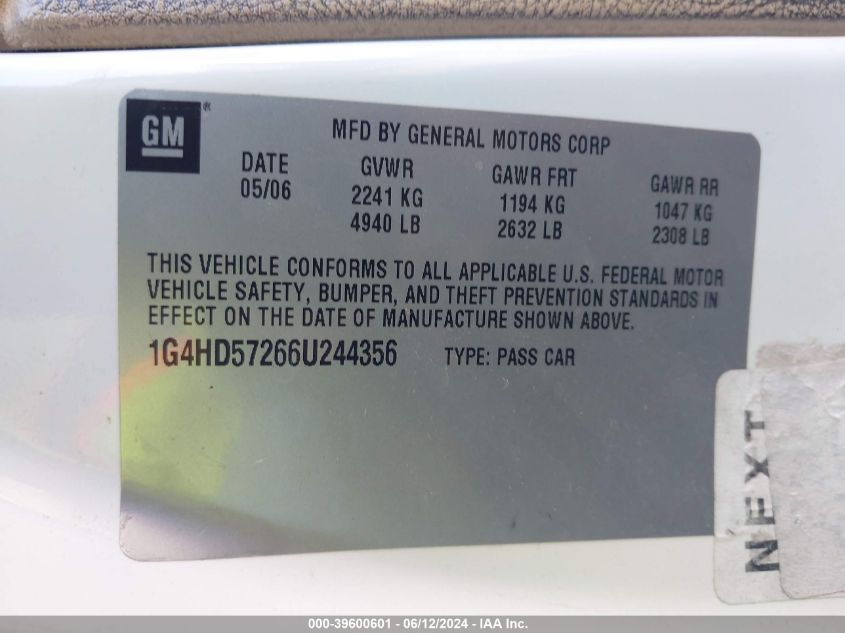 GM ®
MFD BY GENERAL MOTORS CORP
DATE GVWR GAWR FRT GAWR RR
05/06 2241 KG 1194 KG 1047 KG
4940 LB 2632 LB 2308 LB
THIS VEHICLE CONFORMS TO ALL APPLICABLE U.S. FEDERAL MOTOR
VEHICLE SAFETY, BUMPER, AND THEFT PREVENTION STANDARDS IN
EFFECT ON THE DATE OF MANUFACTURE SHOWN ABOVE.
1G4HD57266U244356 TYPE: PASS CAR
NEXT
000-39600601 - 06/12/2024 - IAA Inc.